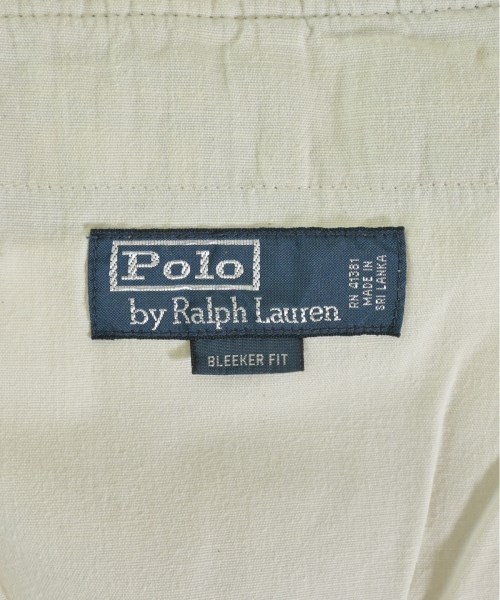 Polo
by Ralph Lauren
RN 41381
MADE IN
SRI LANKA
BLEEKER FIT